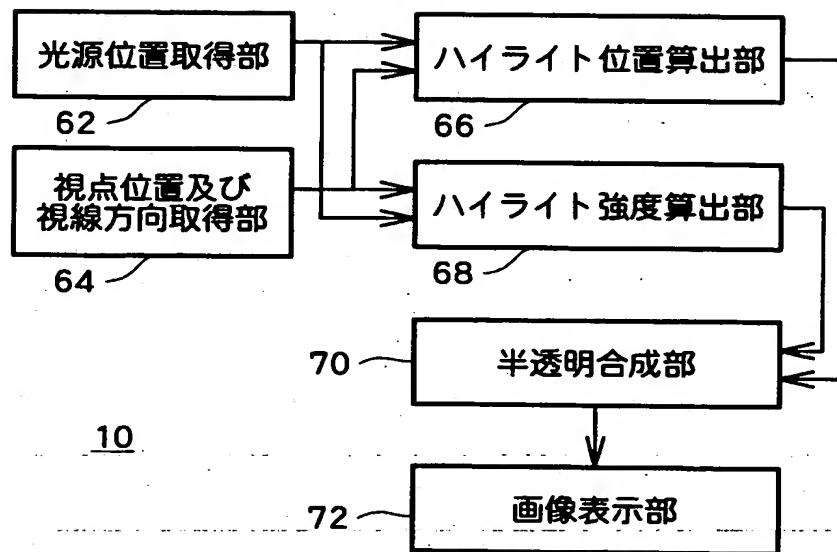 光源位置取得部
62
視点位置及び
視線方向取得部
64
ハイライト位置算出部
66
ハイライト強度算出部
68
70
半透明合成部
10
72
画像表示部